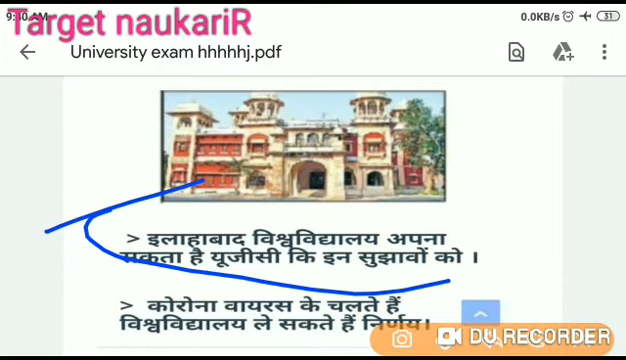 9:40 AM
0.0KB/s 31
Target naukariR
University exam hhhhhj.pdf
> इलाहाबाद विश्वविद्यालय अपना
सकता है यूजीसी कि इन सुझावों को ।
> कोरोना वायरस के चलते हैं
विश्वविद्यालय ले सकते हैं निर्णय।
DU RECORDER